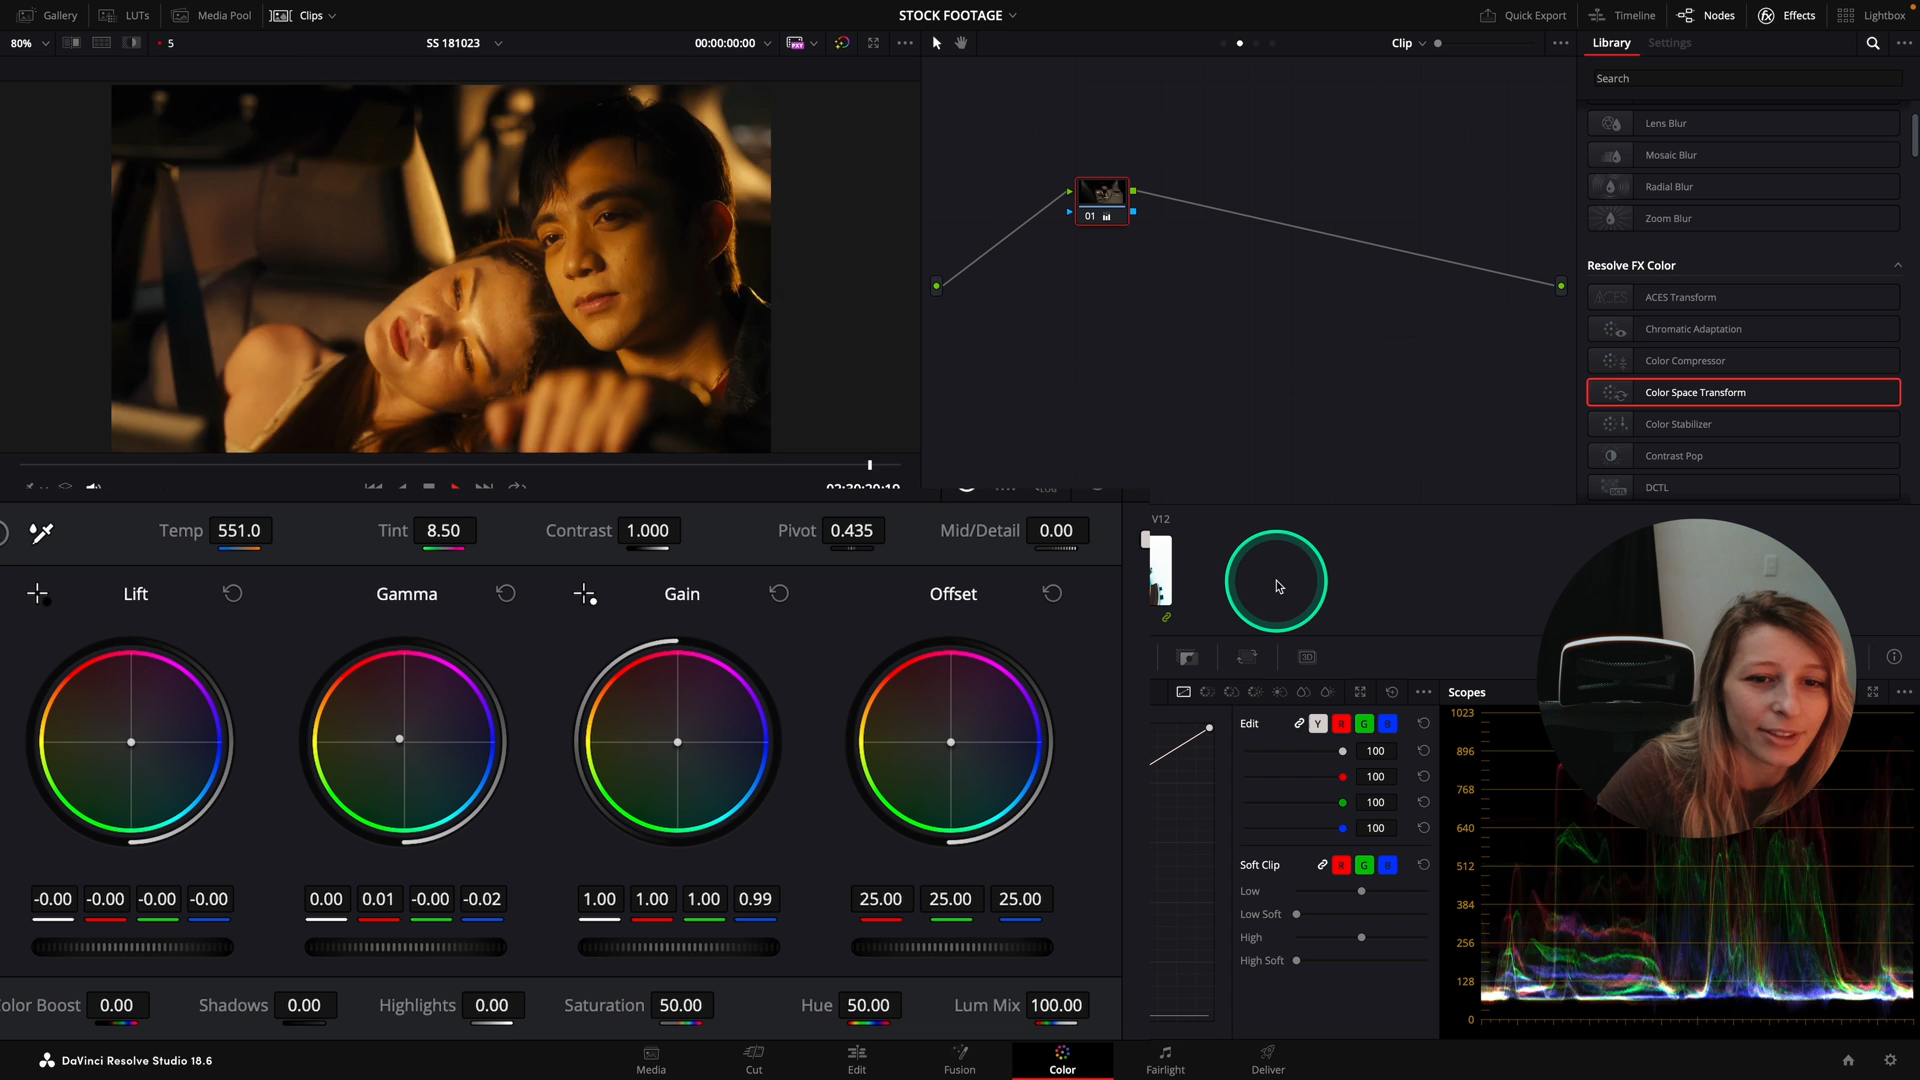 Gallery LUTs Media Pool Clips STOCK FOOTAGE Quick Export Timeline Nodes Effects Lightbox
80% 5 SS 181023 00:00:00:00 PXY Clip Library Settings
Search
Lens Blur
Mosaic Blur
Radial Blur
Zoom Blur
01
Resolve FX Color
ACES ACES Transform
Chromatic Adaptation
Color Compressor
Color Space Transform
Color Stabilizer
Contrast Pop
DCTL DCTL
Temp 551.0 Tint 8.50 Contrast 1.000 Pivot 0.435 Mid/Detail 0.00
V12
Lift Gamma Gain Offset
3D
Scopes
Edit Y R G B
100
100
100
100
Soft Clip R G B
Low
Low Soft
High
High Soft
1023
896
768
640
512
384
256
128
0
-0.00 -0.00 -0.00 -0.00 0.00 0.01 -0.00 -0.02 1.00 1.00 1.00 0.99 25.00 25.00 25.00
olor Boost 0.00 Shadows 0.00 Highlights 0.00 Saturation 50.00 Hue 50.00 Lum Mix 100.00
DaVinci Resolve Studio 18.6 Media Cut Edit Fusion Color Fairlight Deliver